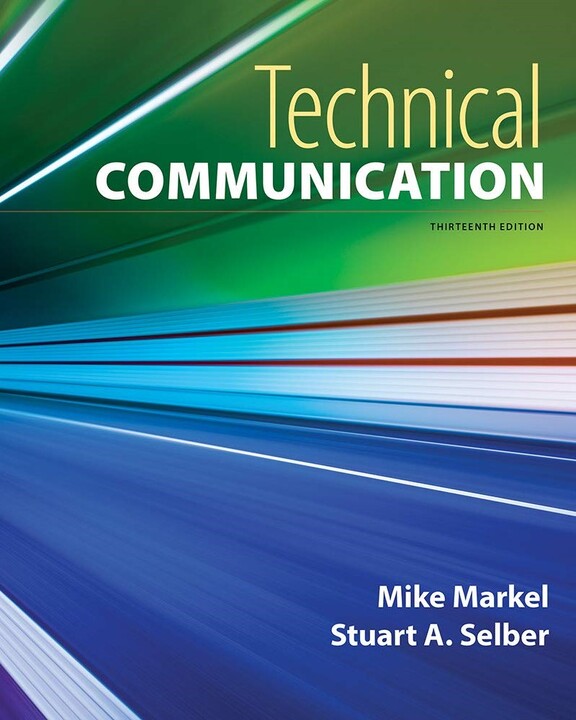 Technical
COMMUNICATION
THIRTEENTH EDITION
Mike Markel
Stuart A. Selber